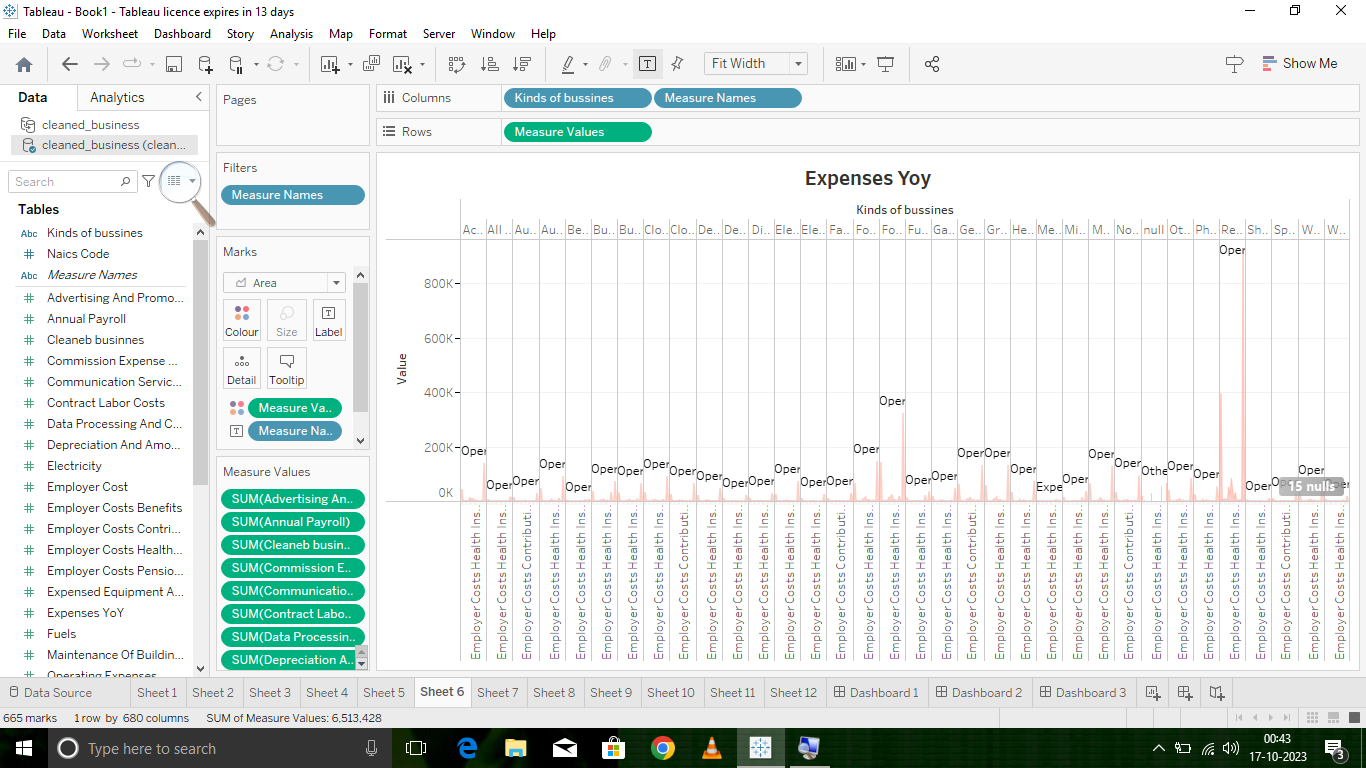 Tableau - Book1 - Tableau licence expires in 13 days
File Data Worksheet Dashboard Story Analysis Map Format Server Window Help
Fit Width
Show Me
Data Analytics
cleaned_business
cleaned_business (clean...
Search
Tables
Abc Kinds of bussines
# Naics Code
Abc Measure Names
# Advertising And Promo...
# Annual Payroll
# Cleaneb businnes
# Commission Expense ...
# Communication Servic...
# Contract Labor Costs
# Data Processing And C...
# Depreciation And Amo...
# Electricity
# Employer Cost
# Employer Costs Benefits
# Employer Costs Contri...
# Employer Costs Health...
# Employer Costs Pensio...
# Expensed Equipment A...
# Expenses YoY
# Fuels
# Maintenance Of Buildin...
Operating Expenses
Pages
Filters
Measure Names
Marks
Area
Colour Size Label
Detail Tooltip
Measure Va..
Measure Na..
Measure Values
SUM(Advertising An..
SUM(Annual Payroll)
SUM(Cleaneb busin..
SUM(Commission E..
SUM(Communicatio..
SUM(Contract Labo..
SUM(Data Processin..
SUM(Depreciation A..
Columns Kinds of bussines Measure Names
Rows Measure Values
Expenses Yoy
Kinds of bussines
Ac.. All .. Au.. Au.. Be.. Bu.. Bu.. Clo.. Clo.. De.. De.. Di.. Ele.. Ele.. Fa.. Fo.. Fo.. Fu.. Ga.. Ge.. Gr.. He.. Me.. Mi.. M.. No.. null Ot.. Ph.. Re.. Sh.. Sp.. W.. W..
Value
800K
600K
400K
200K
0K
Oper Oper Oper Oper Oper Oper Oper Oper Oper Oper Oper Oper Oper Oper Oper Oper Oper Oper Oper Oper Oper Oper Expe Oper Oper Oper Othe Oper Oper Oper Oper Oper Oper
15 nulls
Employer Costs Health Ins..
Employer Costs Health Ins..
Employer Costs Contributi..
Employer Costs Health Ins..
Employer Costs Health Ins..
Employer Costs Health Ins..
Employer Costs Health Ins..
Employer Costs Health Ins..
Employer Costs Contributi..
Employer Costs Health Ins..
Employer Costs Health Ins..
Employer Costs Health Ins..
Employer Costs Health Ins..
Employer Costs Health Ins..
Employer Costs Contributi..
Employer Costs Health Ins..
Employer Costs Health Ins..
Employer Costs Health Ins..
Employer Costs Health Ins..
Employer Costs Health Ins..
Employer Costs Contributi..
Employer Costs Health Ins..
Employer Costs Health Ins..
Employer Costs Health Ins..
Employer Costs Health Ins..
Employer Costs Contributi..
Employer Costs Health Ins..
Employer Costs Health Ins..
Employer Costs Health Ins..
Employer Costs Health Ins..
Employer Costs Health Ins..
Employer Costs Contributi..
Employer Costs Health Ins..
Employer Costs Health Ins..
Data Source Sheet 1 Sheet 2 Sheet 3 Sheet 4 Sheet 5 Sheet 6 Sheet 7 Sheet 8 Sheet 9 Sheet 10 Sheet 11 Sheet 12 Dashboard 1 Dashboard 2 Dashboard 3
665 marks 1 row by 680 columns SUM of Measure Values: 6,513,428
Type here to search
00:43
17-10-2023
3